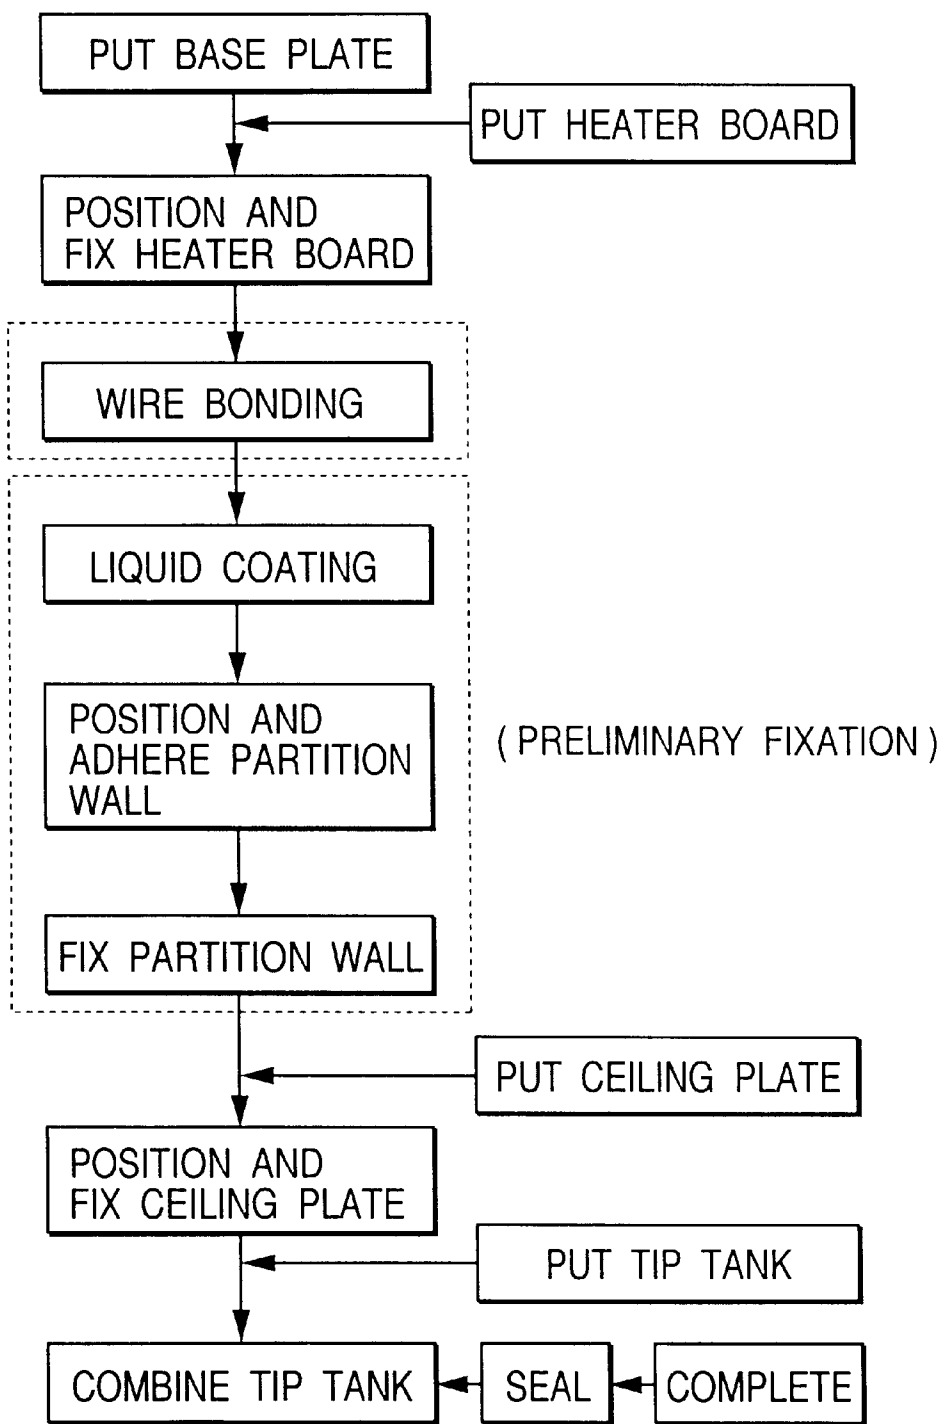 PUT BASE PLATE
PUT HEATER BOARD
POSITION AND
FIX HEATER BOARD
WIRE BONDING
LIQUID COATING
POSITION AND
ADHERE PARTITION
WALL
(PRELIMINARY FIXATION)
FIX PARTITION WALL
PUT CEILING PLATE
POSITION AND
FIX CEILING PLATE
PUT TIP TANK
COMBINE TIP TANK
SEAL
COMPLETE